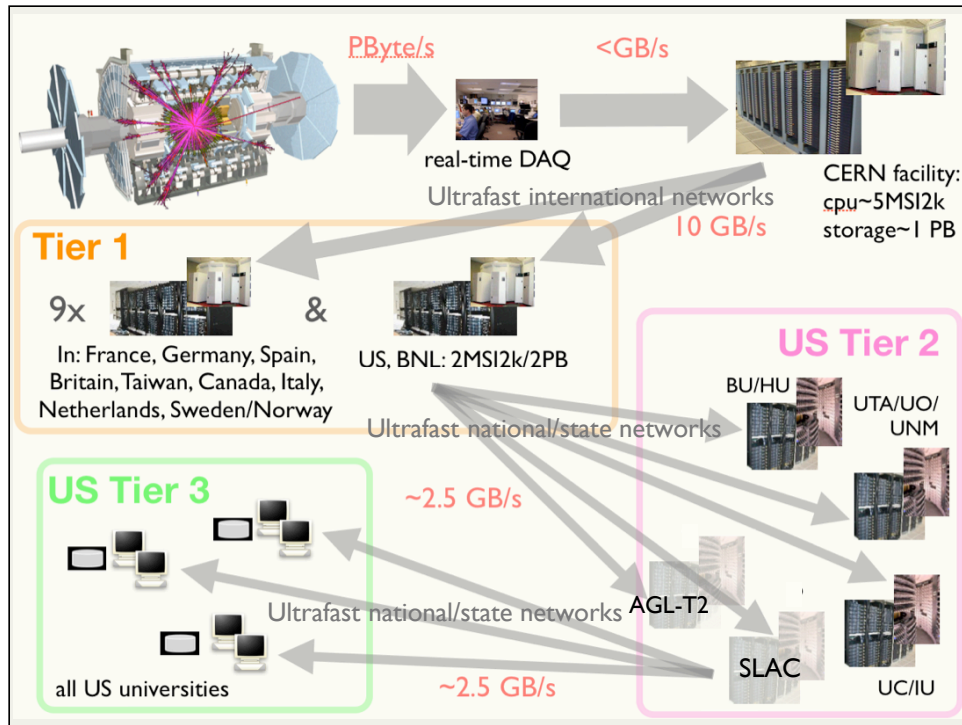 PByte/s
<GB/s
real-time DAQ
CERN facility:
cpu~5MSI2k
storage~1 PB
Ultrafast international networks
10 GB/s
Tier 1
9x
&
In: France, Germany, Spain,
Britain, Taiwan, Canada, Italy,
Netherlands, Sweden/Norway
US, BNL: 2MSI2k/2PB
US Tier 2
BU/HU
UTA/UO/
UNM
Ultrafast national/state networks
US Tier 3
~2.5 GB/s
AGL-T2
Ultrafast national/state networks
SLAC
all US universities
~2.5 GB/s
UC/IU